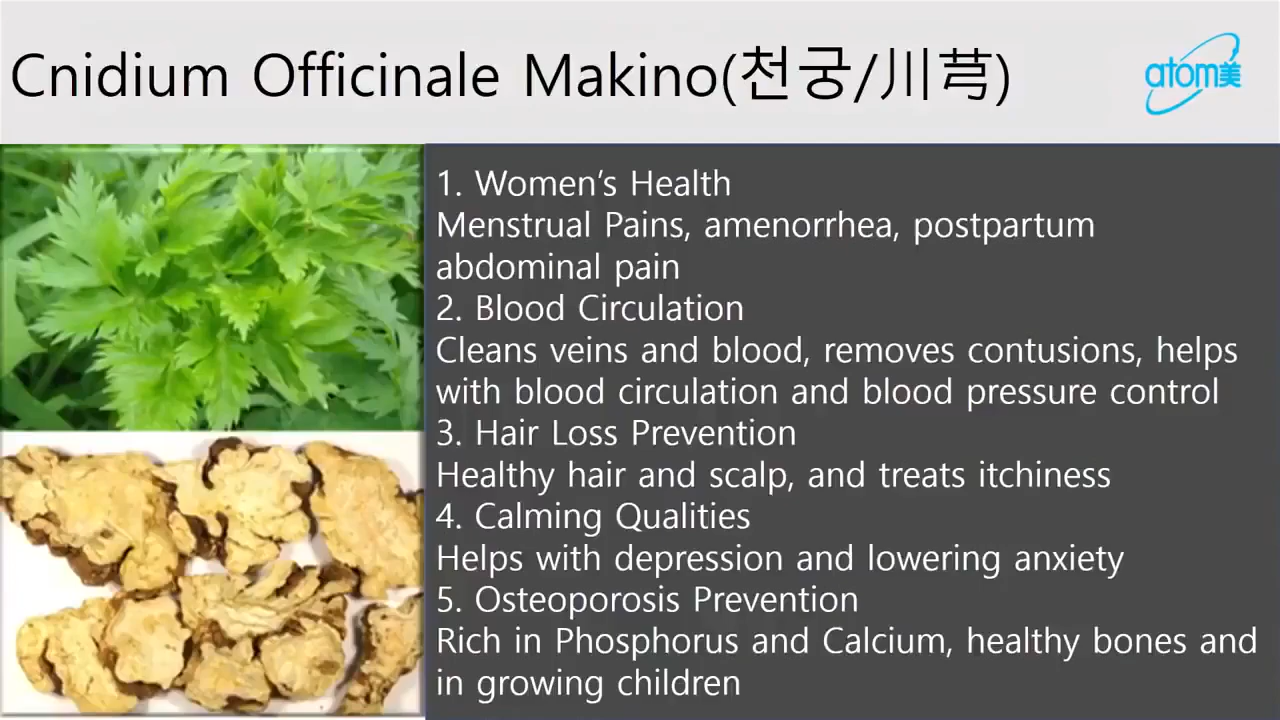 Cnidium Officinale Makino(천궁/川芎)
atom美
1. Women’s Health
Menstrual Pains, amenorrhea, postpartum
abdominal pain
2. Blood Circulation
Cleans veins and blood, removes contusions, helps
with blood circulation and blood pressure control
3. Hair Loss Prevention
Healthy hair and scalp, and treats itchiness
4. Calming Qualities
Helps with depression and lowering anxiety
5. Osteoporosis Prevention
Rich in Phosphorus and Calcium, healthy bones and
in growing children